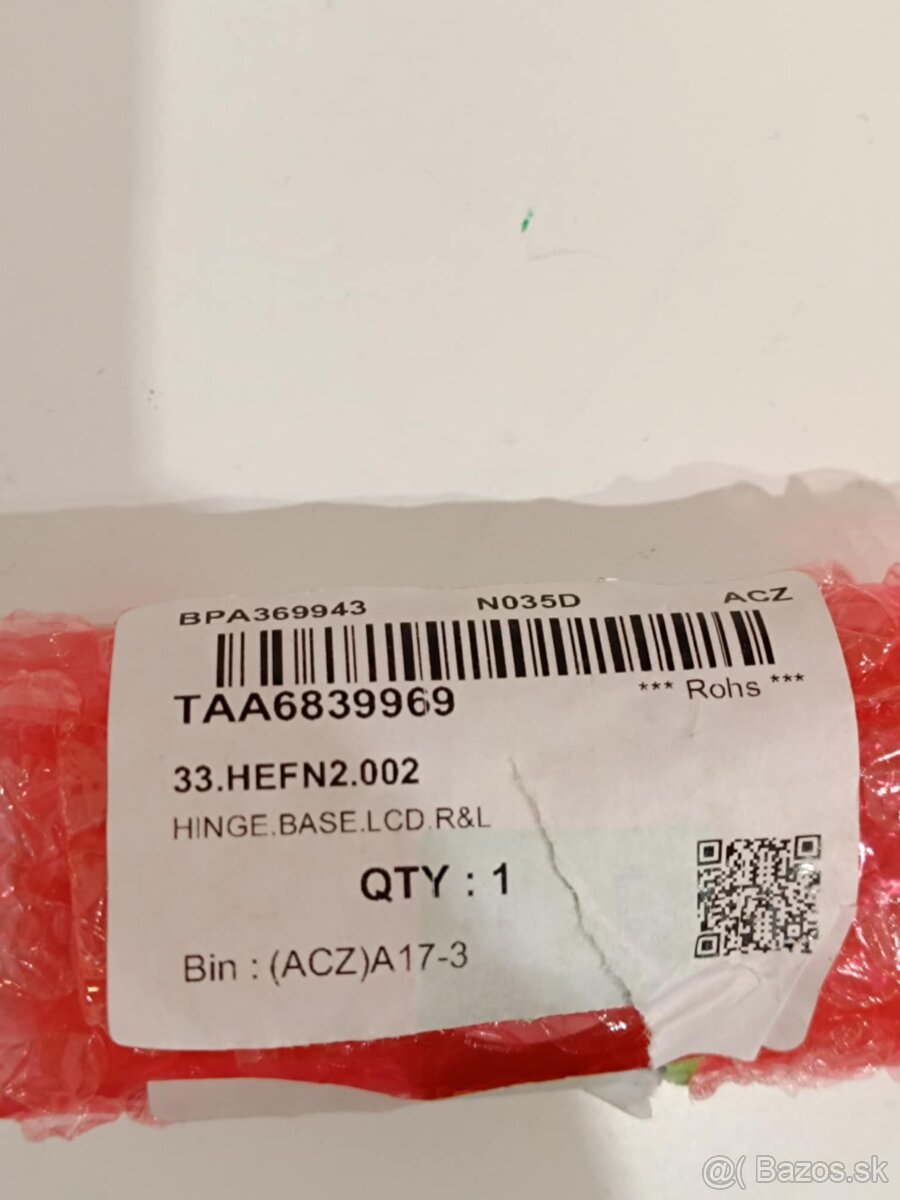 BPA369943 N035D ACZ
TAA6839969 *** Rohs ***
33.HEFN2.002
HINGE.BASE.LCD.R&L
QTY : 1
Bin : (ACZ)A17-3
@( Bazos.sk